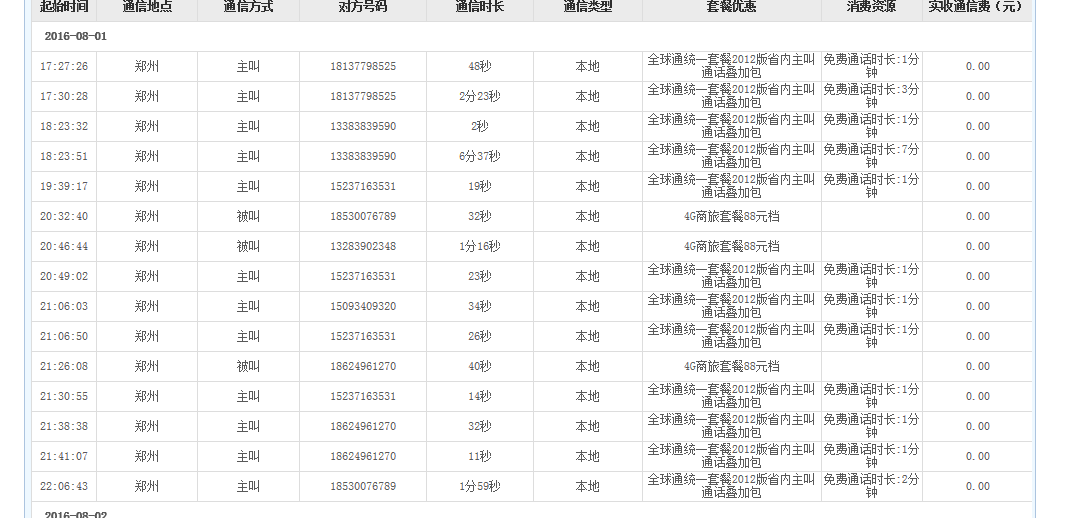 起始时间 通信地点 通信方式 对方号码 通信时长 通信类型 套餐优惠 消费资源 实收通信费（元）
2016-08-01
17:27:26 郑州 主叫 18137798525 48秒 本地 全球通统一套餐2012版省内主叫通话叠加包 免费通话时长:1分钟 0.00
17:30:28 郑州 主叫 18137798525 2分23秒 本地 全球通统一套餐2012版省内主叫通话叠加包 免费通话时长:3分钟 0.00
18:23:32 郑州 主叫 13383839590 2秒 本地 全球通统一套餐2012版省内主叫通话叠加包 免费通话时长:1分钟 0.00
18:23:51 郑州 主叫 13383839590 6分37秒 本地 全球通统一套餐2012版省内主叫通话叠加包 免费通话时长:7分钟 0.00
19:39:17 郑州 主叫 15237163531 19秒 本地 全球通统一套餐2012版省内主叫通话叠加包 免费通话时长:1分钟 0.00
20:32:40 郑州 被叫 18530076789 32秒 本地 4G商旅套餐88元档 0.00
20:46:44 郑州 被叫 13283902348 1分16秒 本地 4G商旅套餐88元档 0.00
20:49:02 郑州 主叫 15237163531 23秒 本地 全球通统一套餐2012版省内主叫通话叠加包 免费通话时长:1分钟 0.00
21:06:03 郑州 主叫 15093409320 34秒 本地 全球通统一套餐2012版省内主叫通话叠加包 免费通话时长:1分钟 0.00
21:06:50 郑州 主叫 15237163531 26秒 本地 全球通统一套餐2012版省内主叫通话叠加包 免费通话时长:1分钟 0.00
21:26:08 郑州 被叫 18624961270 40秒 本地 4G商旅套餐88元档 0.00
21:30:55 郑州 主叫 15237163531 14秒 本地 全球通统一套餐2012版省内主叫通话叠加包 免费通话时长:1分钟 0.00
21:38:38 郑州 主叫 18624961270 32秒 本地 全球通统一套餐2012版省内主叫通话叠加包 免费通话时长:1分钟 0.00
21:41:07 郑州 主叫 18624961270 11秒 本地 全球通统一套餐2012版省内主叫通话叠加包 免费通话时长:1分钟 0.00
22:06:43 郑州 主叫 18530076789 1分59秒 本地 全球通统一套餐2012版省内主叫通话叠加包 免费通话时长:2分钟 0.00
2016-08-02